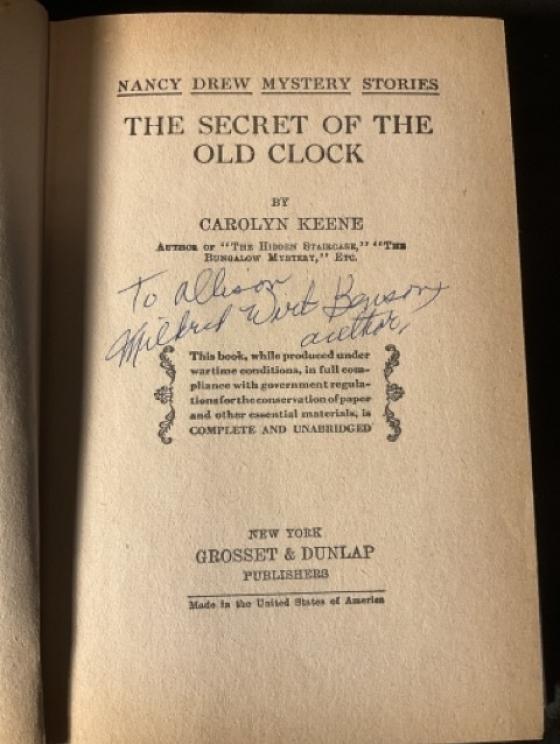 NANCY DREW MYSTERY STORIES
THE SECRET OF THE
OLD CLOCK
BY
CAROLYN KEENE
AUTHOR OF "THE HIDDEN STAIRCASE," "THE
BUNGALOW MYSTERY," ETC.
To Allison
Mildred Wirt Benson,
author,
This book, while produced under
wartime conditions, in full com-
pliance with government regula-
tions for the conservation of paper
and other essential materials, is
COMPLETE AND UNABRIDGED
NEW YORK
GROSSET & DUNLAP
PUBLISHERS
Made in the United States of America